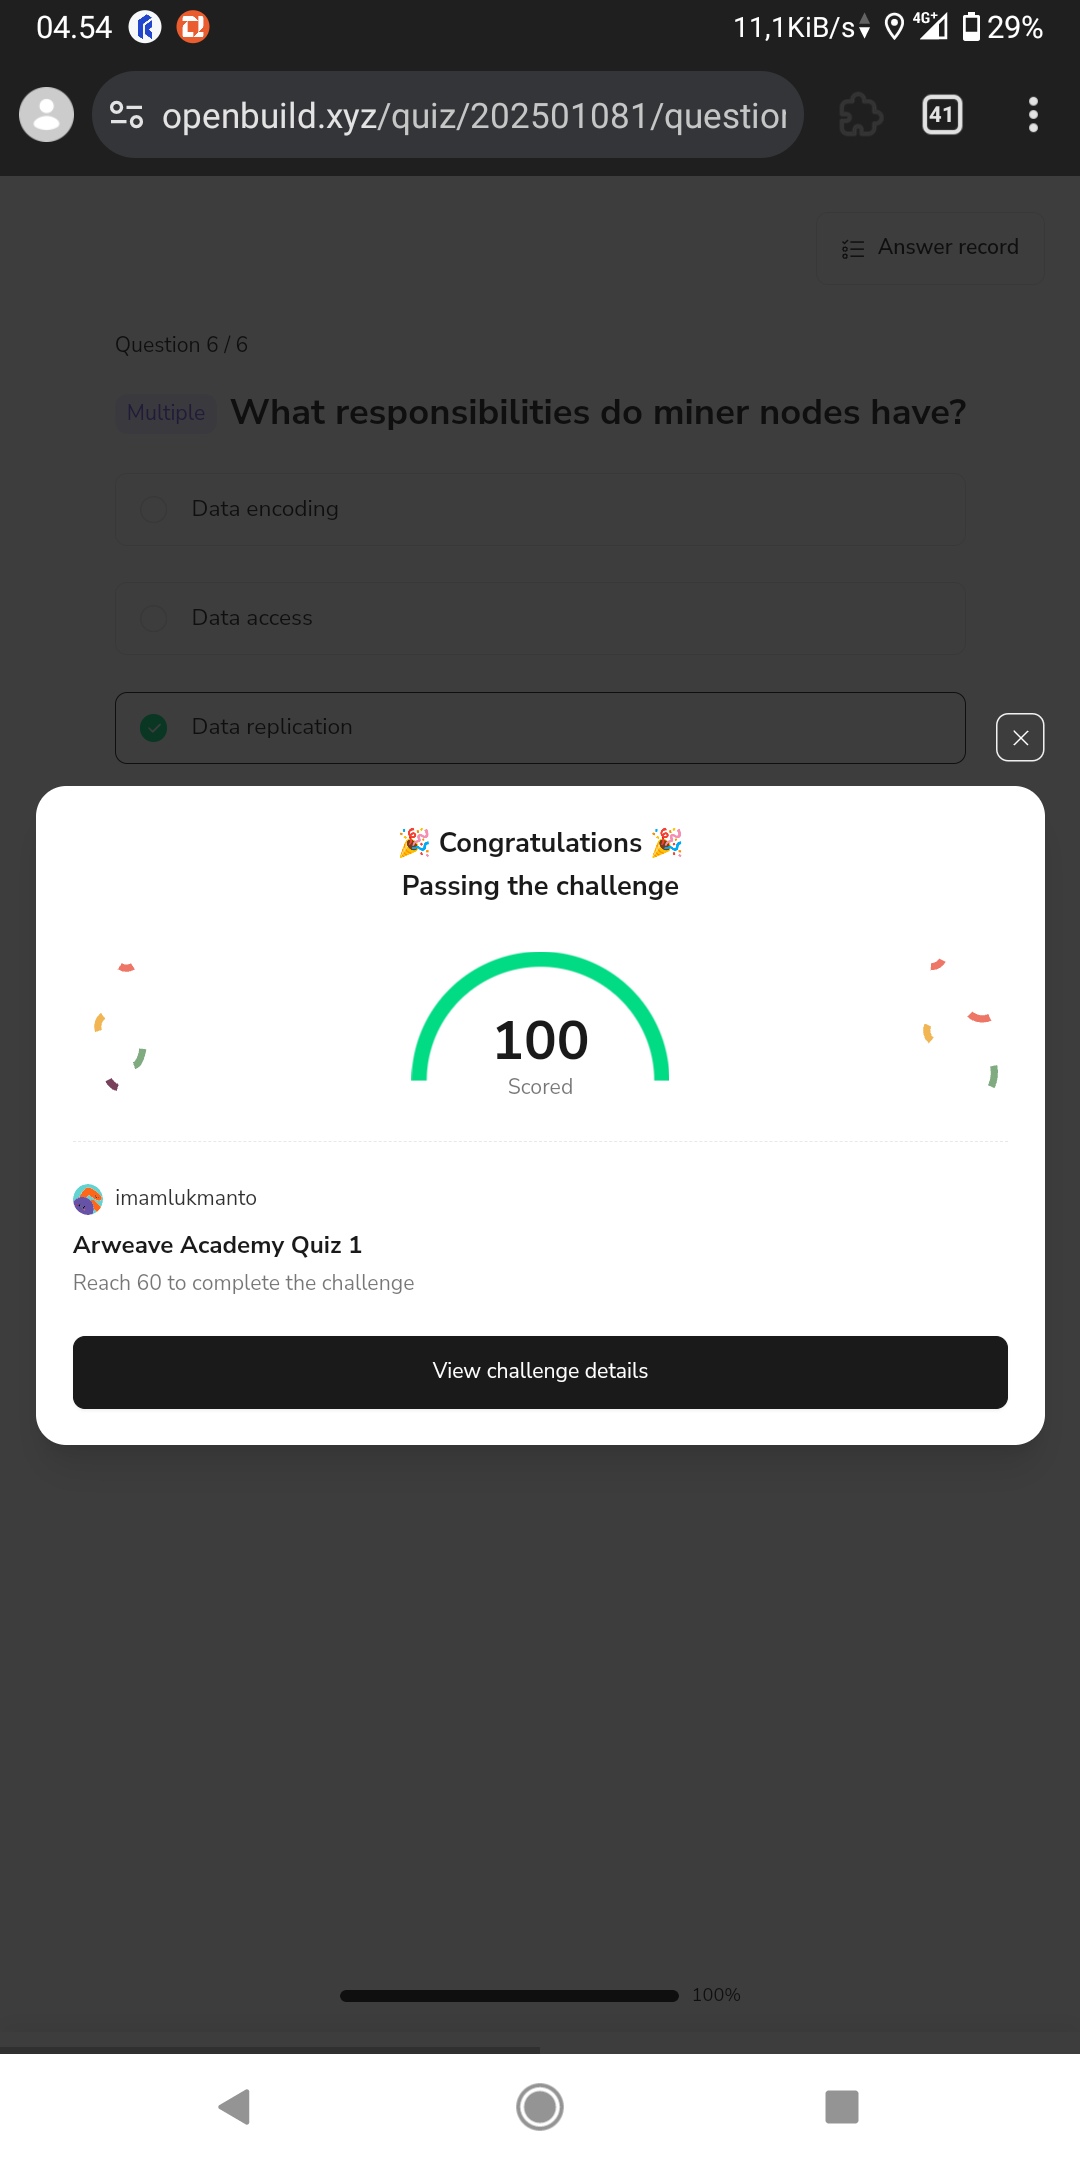 04.54
11,1KiB/s
4G+
29%
openbuild.xyz/quiz/202501081/question
41
Answer record
Question 6 / 6
Multiple What responsibilities do miner nodes have?
Data encoding
Data access
Data replication
🎉 Congratulations 🎉
Passing the challenge
100
Scored
imamlukmanto
Arweave Academy Quiz 1
Reach 60 to complete the challenge
View challenge details
100%